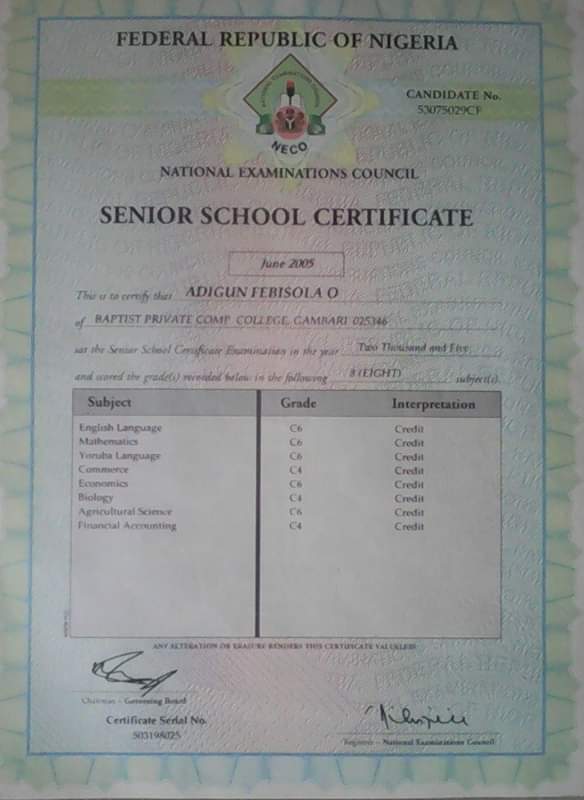 FEDERAL REPUBLIC OF NIGERIA
CANDIDATE No.
53075029CF
NECO
NATIONAL EXAMINATIONS COUNCIL
SENIOR SCHOOL CERTIFICATE
June 2005
This is to certify that ADIGUN FEBISOLA O
of BAPTIST PRIVATE COMP. COLLEGE, GAMBARI 025346
sat the Senior School Certificate Examination in the year Two Thousand and Five
and scored the grade(s) recorded below in the following 8 (EIGHT) subject(s).
Subject Grade Interpretation
English Language C6 Credit
Mathematics C6 Credit
Yoruba Language C6 Credit
Commerce C4 Credit
Economics C6 Credit
Biology C4 Credit
Agricultural Science C6 Credit
Financial Accounting C4 Credit
ANY ALTERATION OR ERASURE RENDERS THIS CERTIFICATE VALUELESS
Chairman - Governing Board
Certificate Serial No.
503198025
Registrar - National Examinations Council